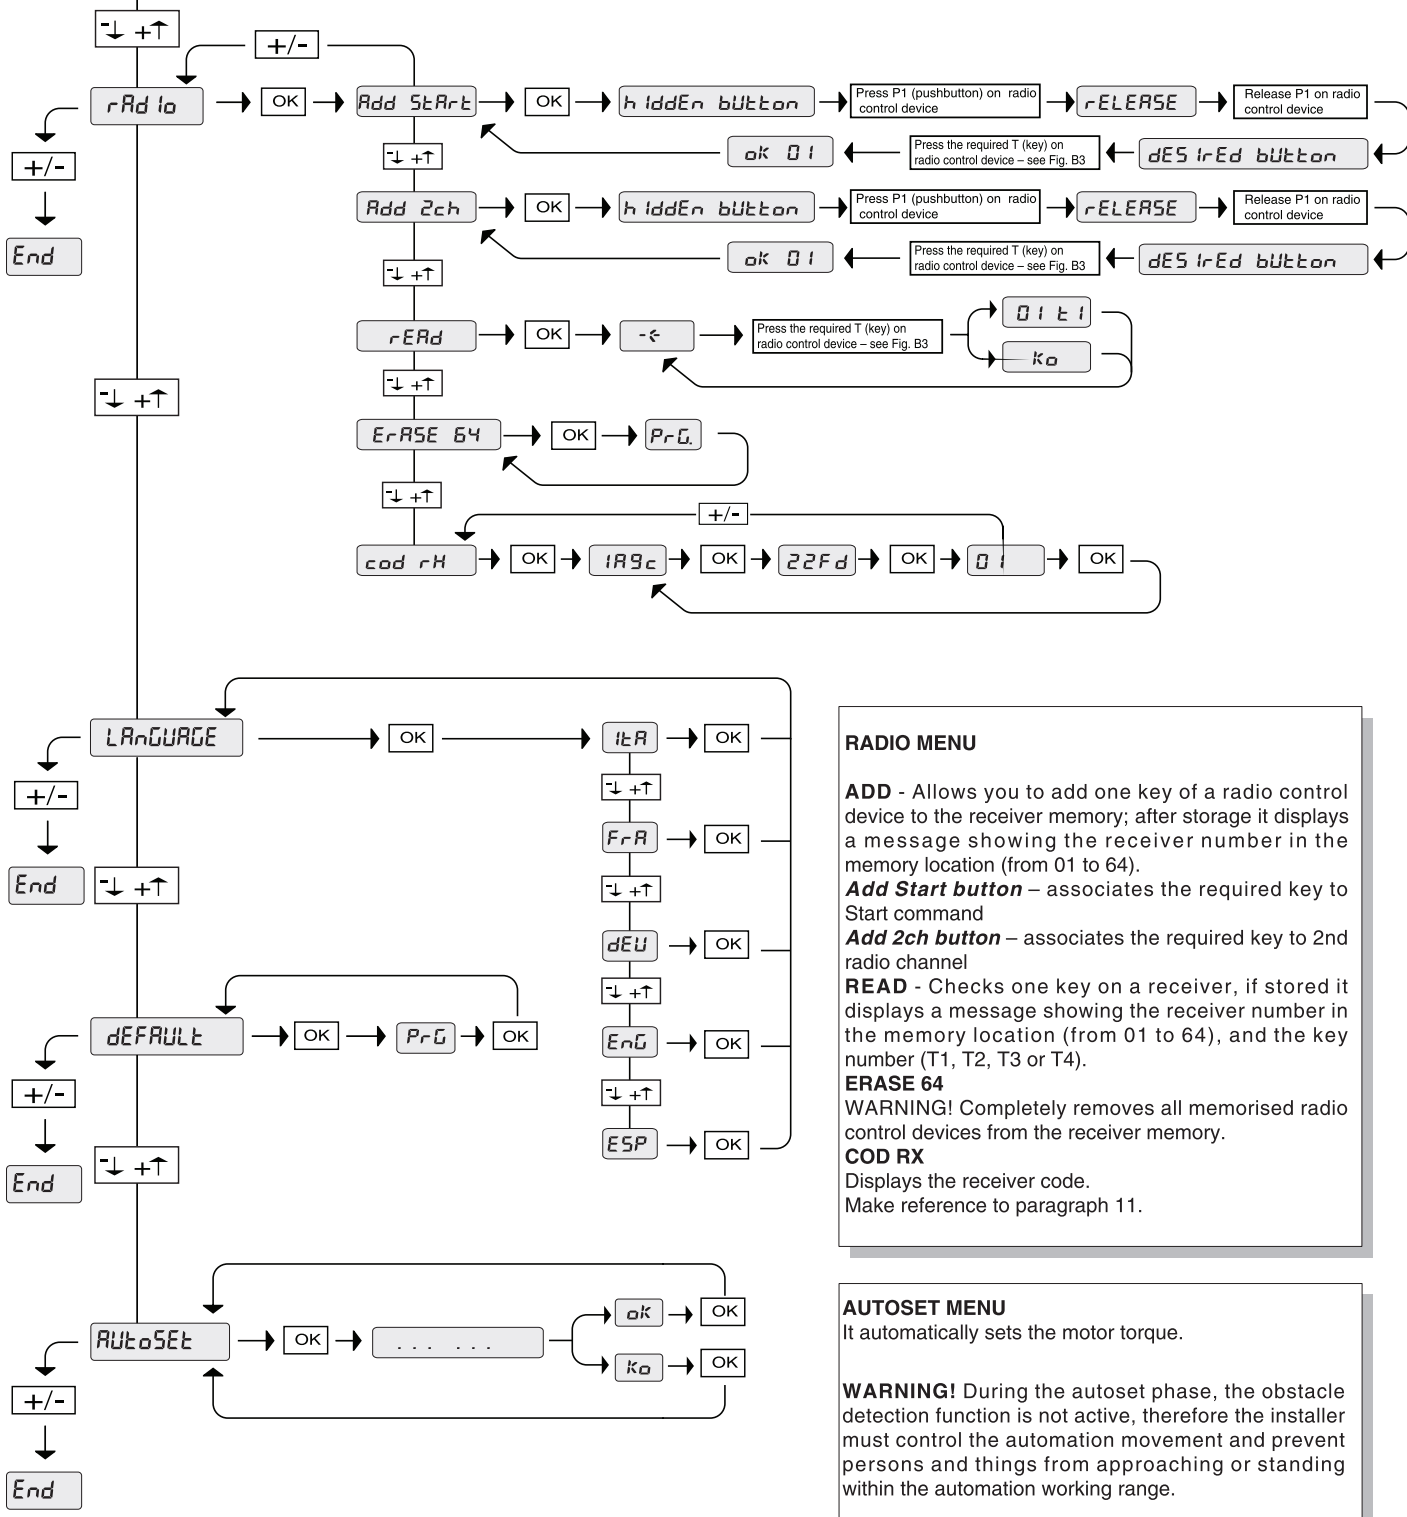 -↓ +↑
+/-
rAdIo
OK
Add StArt
OK
hIddEn bUtton
Press P1 (pushbutton) on radio
control device
rELEASE
Release P1 on radio
control device
+/-
-↓ +↑
oK 01
Press the required T (key) on
radio control device – see Fig. B3
dESIrEd bUtton
End
Add 2ch
OK
hIddEn bUtton
Press P1 (pushbutton) on radio
control device
rELEASE
Release P1 on radio
control device
-↓ +↑
oK 01
Press the required T (key) on
radio control device – see Fig. B3
dESIrEd bUtton
rEAd
OK
-<-
Press the required T (key) on
radio control device – see Fig. B3
01 t1
Ko
-↓ +↑
-↓ +↑
ErASE 64
OK
PrG.
-↓ +↑
+/-
cod rH
OK
1A9c
OK
22Fd
OK
01
OK
LAnGUAGE
OK
ItA
OK
+/-
-↓ +↑
FrA
OK
End
-↓ +↑
-↓ +↑
dEU
OK
-↓ +↑
dEFAULt
OK
PrG
OK
EnG
OK
+/-
-↓ +↑
ESP
OK
End
-↓ +↑
AUtoSEt
OK
... ...
oK
OK
Ko
OK
+/-
End
RADIO MENU
ADD - Allows you to add one key of a radio control
device to the receiver memory; after storage it displays
a message showing the receiver number in the
memory location (from 01 to 64).
Add Start button – associates the required key to
Start command
Add 2ch button – associates the required key to 2nd
radio channel
READ - Checks one key on a receiver, if stored it
displays a message showing the receiver number in
the memory location (from 01 to 64), and the key
number (T1, T2, T3 or T4).
ERASE 64
WARNING! Completely removes all memorised radio
control devices from the receiver memory.
COD RX
Displays the receiver code.
Make reference to paragraph 11.
AUTOSET MENU
It automatically sets the motor torque.
WARNING! During the autoset phase, the obstacle
detection function is not active, therefore the installer
must control the automation movement and prevent
persons and things from approaching or standing
within the automation working range.